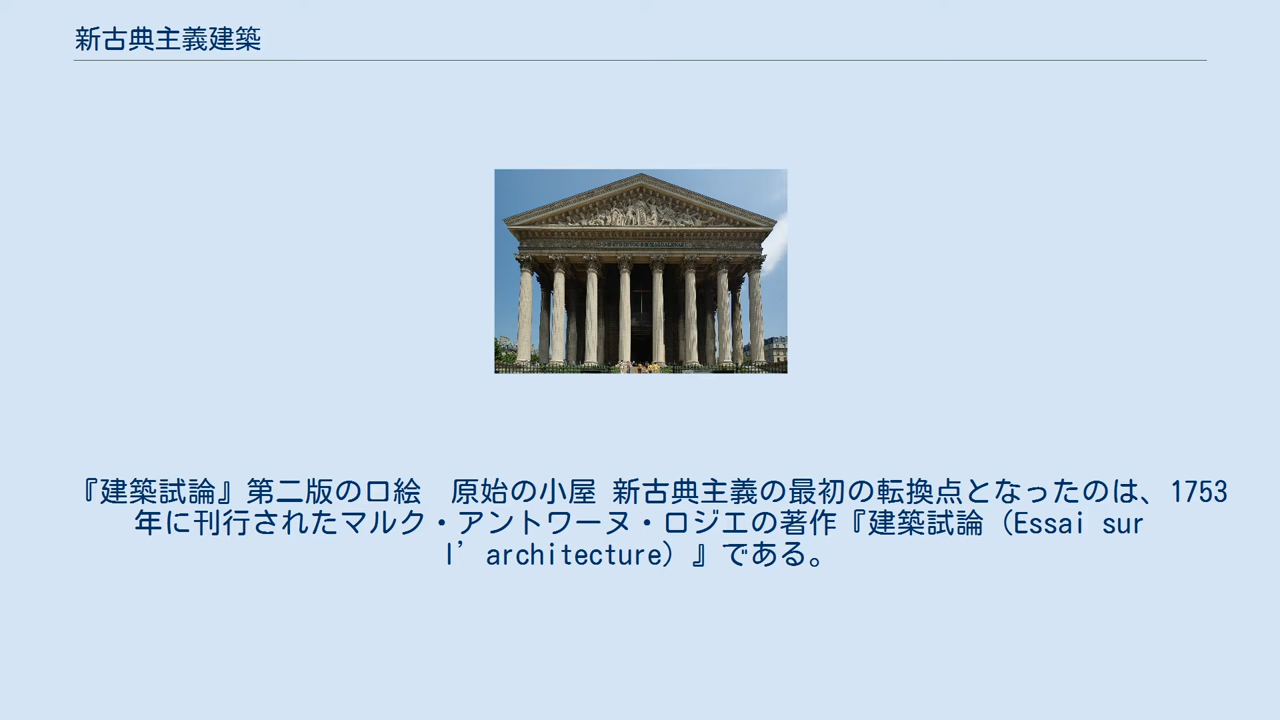 新古典主義建築
『建築試論』第二版の口絵　原始の小屋 新古典主義の最初の転換点となったのは、1753
年に刊行されたマルク・アントワーヌ・ロジエの著作『建築試論（Essai sur
l’architecture）』である。